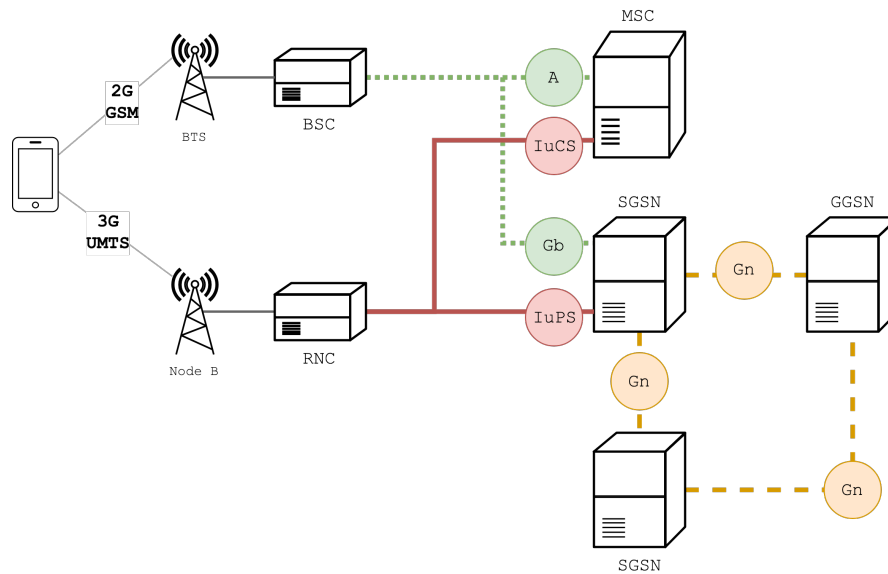 MSC
2G
GSM
A
BTS
BSC
IuCS
3G
UMTS
SGSN
GGSN
Gb
Gn
IuPS
Node B
RNC
Gn
Gn
SGSN